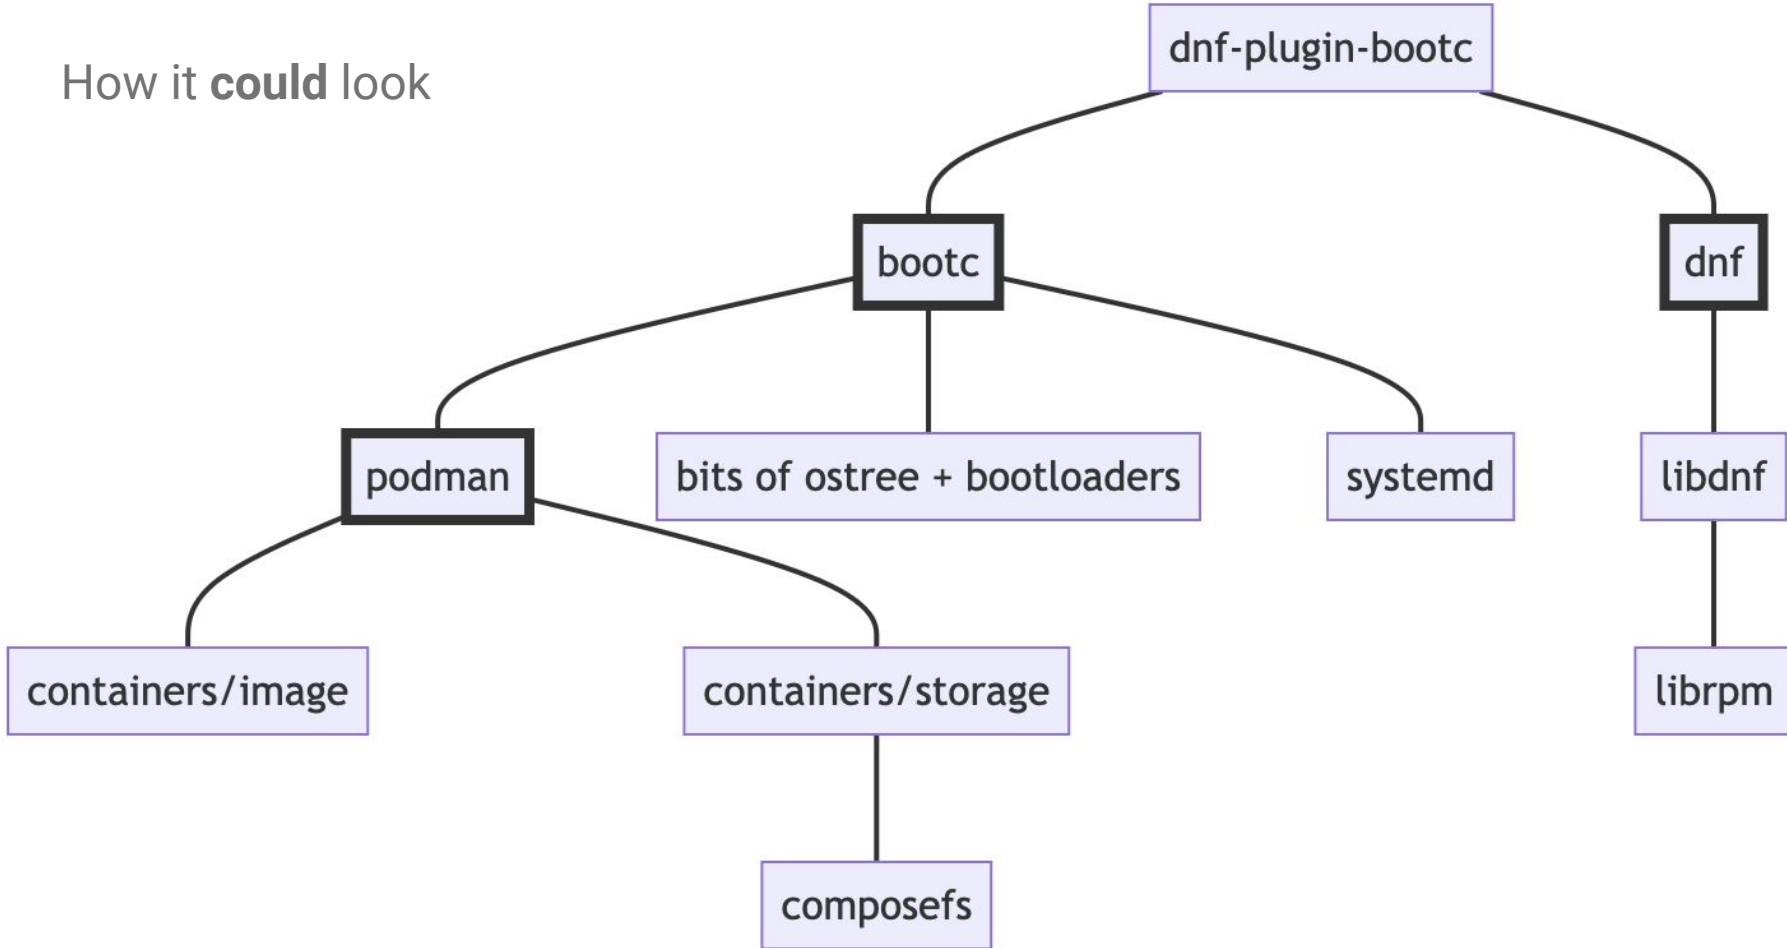 dnf-plugin-bootc
How it could look
bootc
dnf
podman
bits of ostree + bootloaders
systemd
libdnf
containers/image
containers/storage
librpm
composefs